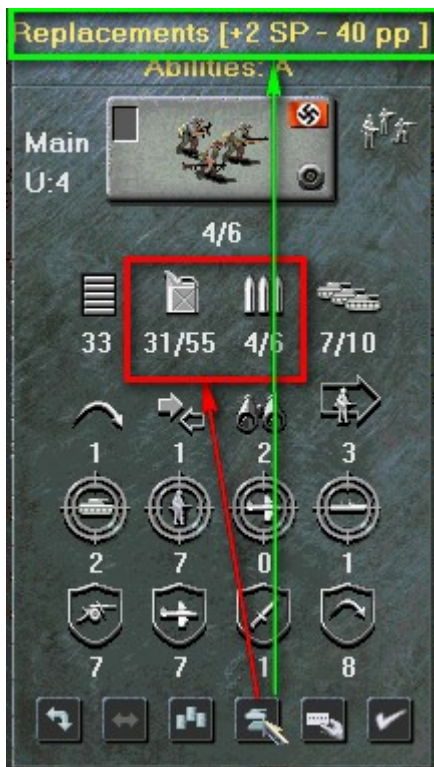 Replacements [+2 SP - 40 pp ]
Abilities: A
Main
U:4
4/6
33 31/55 4/6 7/10
1 1 2 3
2 7 0 1
7 7 1 8